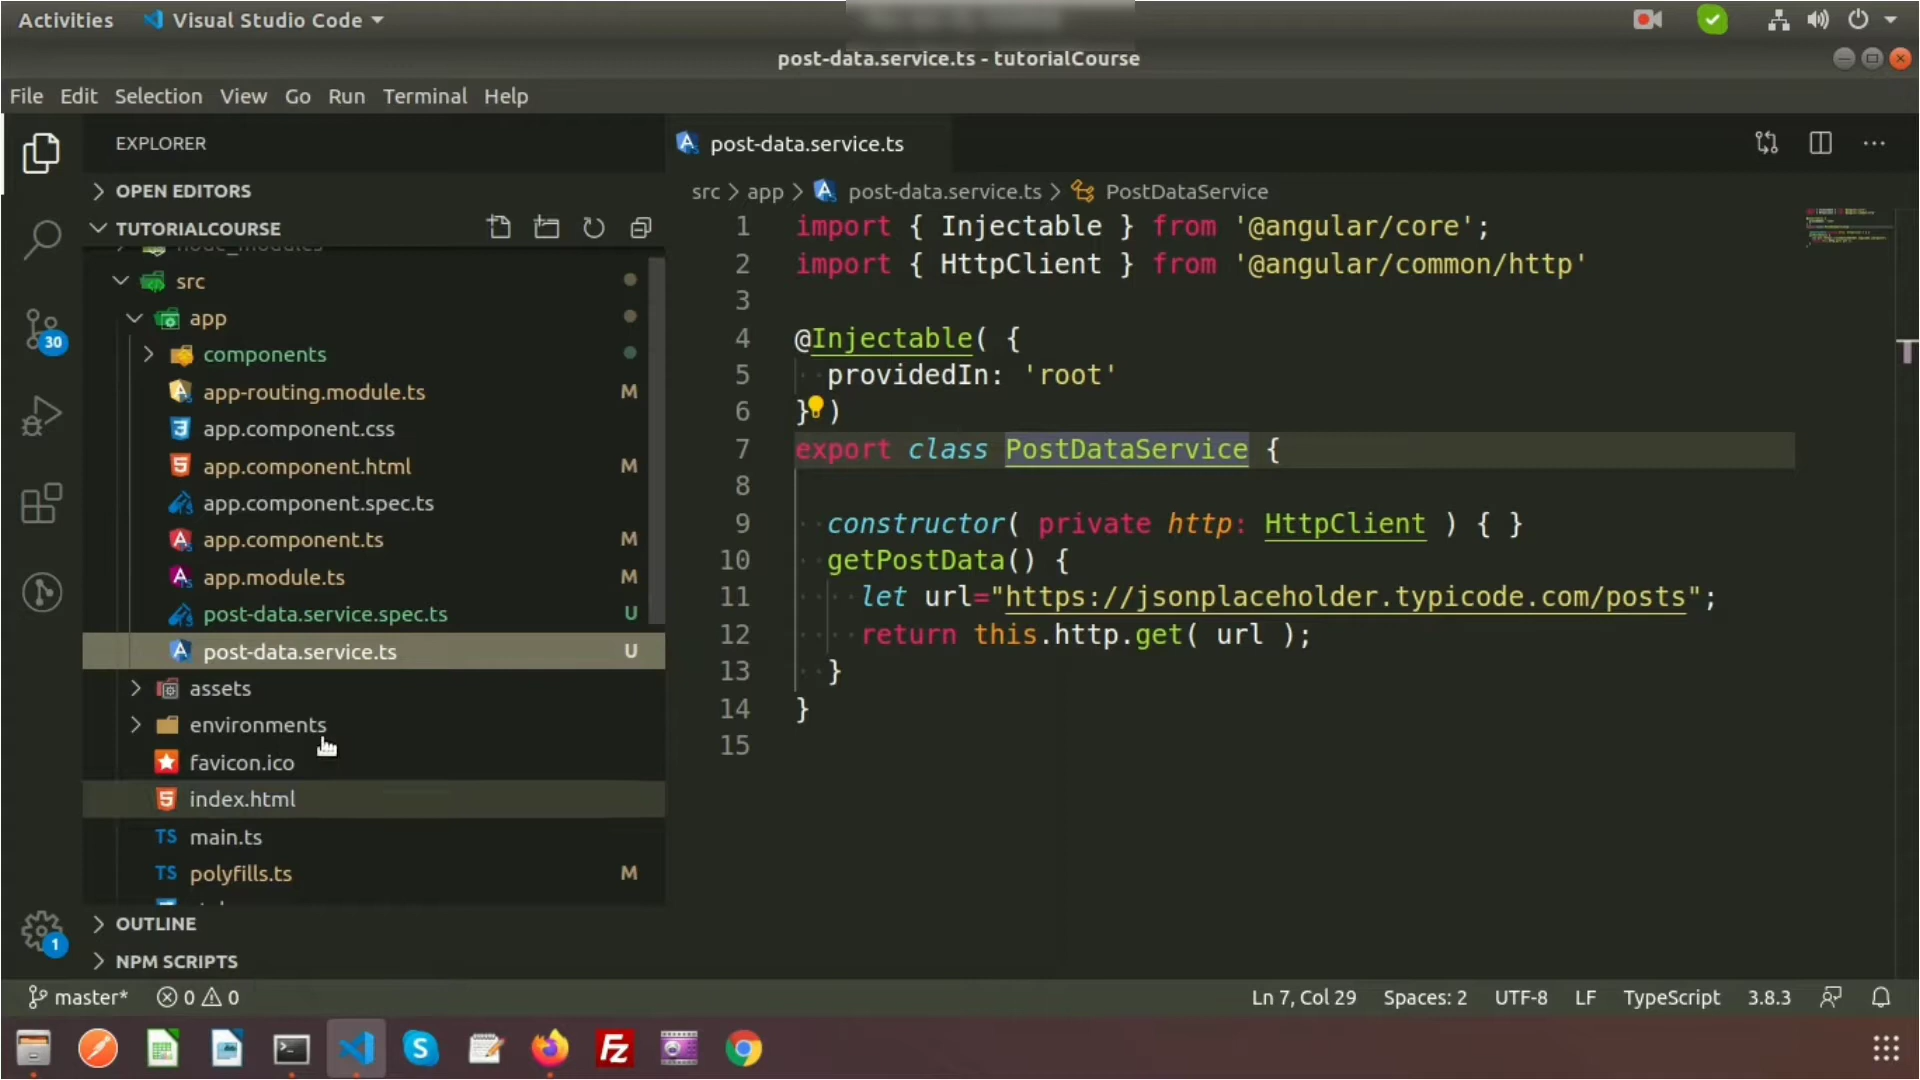 Activities
Visual Studio Code
post-data.service.ts - tutorialCourse
File Edit Selection View Go Run Terminal Help
EXPLORER
OPEN EDITORS
TUTORIALCOURSE
node_modules
src
app
components
app-routing.module.ts M
app.component.css
app.component.html M
app.component.spec.ts
app.component.ts M
app.module.ts M
post-data.service.spec.ts U
post-data.service.ts U
assets
environments
favicon.ico
index.html
TS main.ts
TS polyfills.ts M
OUTLINE
NPM SCRIPTS
30
1
post-data.service.ts
src > app > post-data.service.ts > PostDataService
1 import { Injectable } from '@angular/core';
2 import { HttpClient } from '@angular/common/http'
3
4 @Injectable( {
5 providedIn: 'root'
6 } )
7 export class PostDataService {
8
9 constructor( private http: HttpClient ) { }
10 getPostData() {
11 let url="https://jsonplaceholder.typicode.com/posts";
12 return this.http.get( url );
13 }
14 }
15
master* 0 0
Ln 7, Col 29 Spaces: 2 UTF-8 LF TypeScript 3.8.3